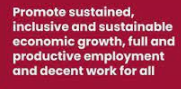 Promote sustained,
inclusive and sustainable
economic growth, full and
productive employment
and decent work for all